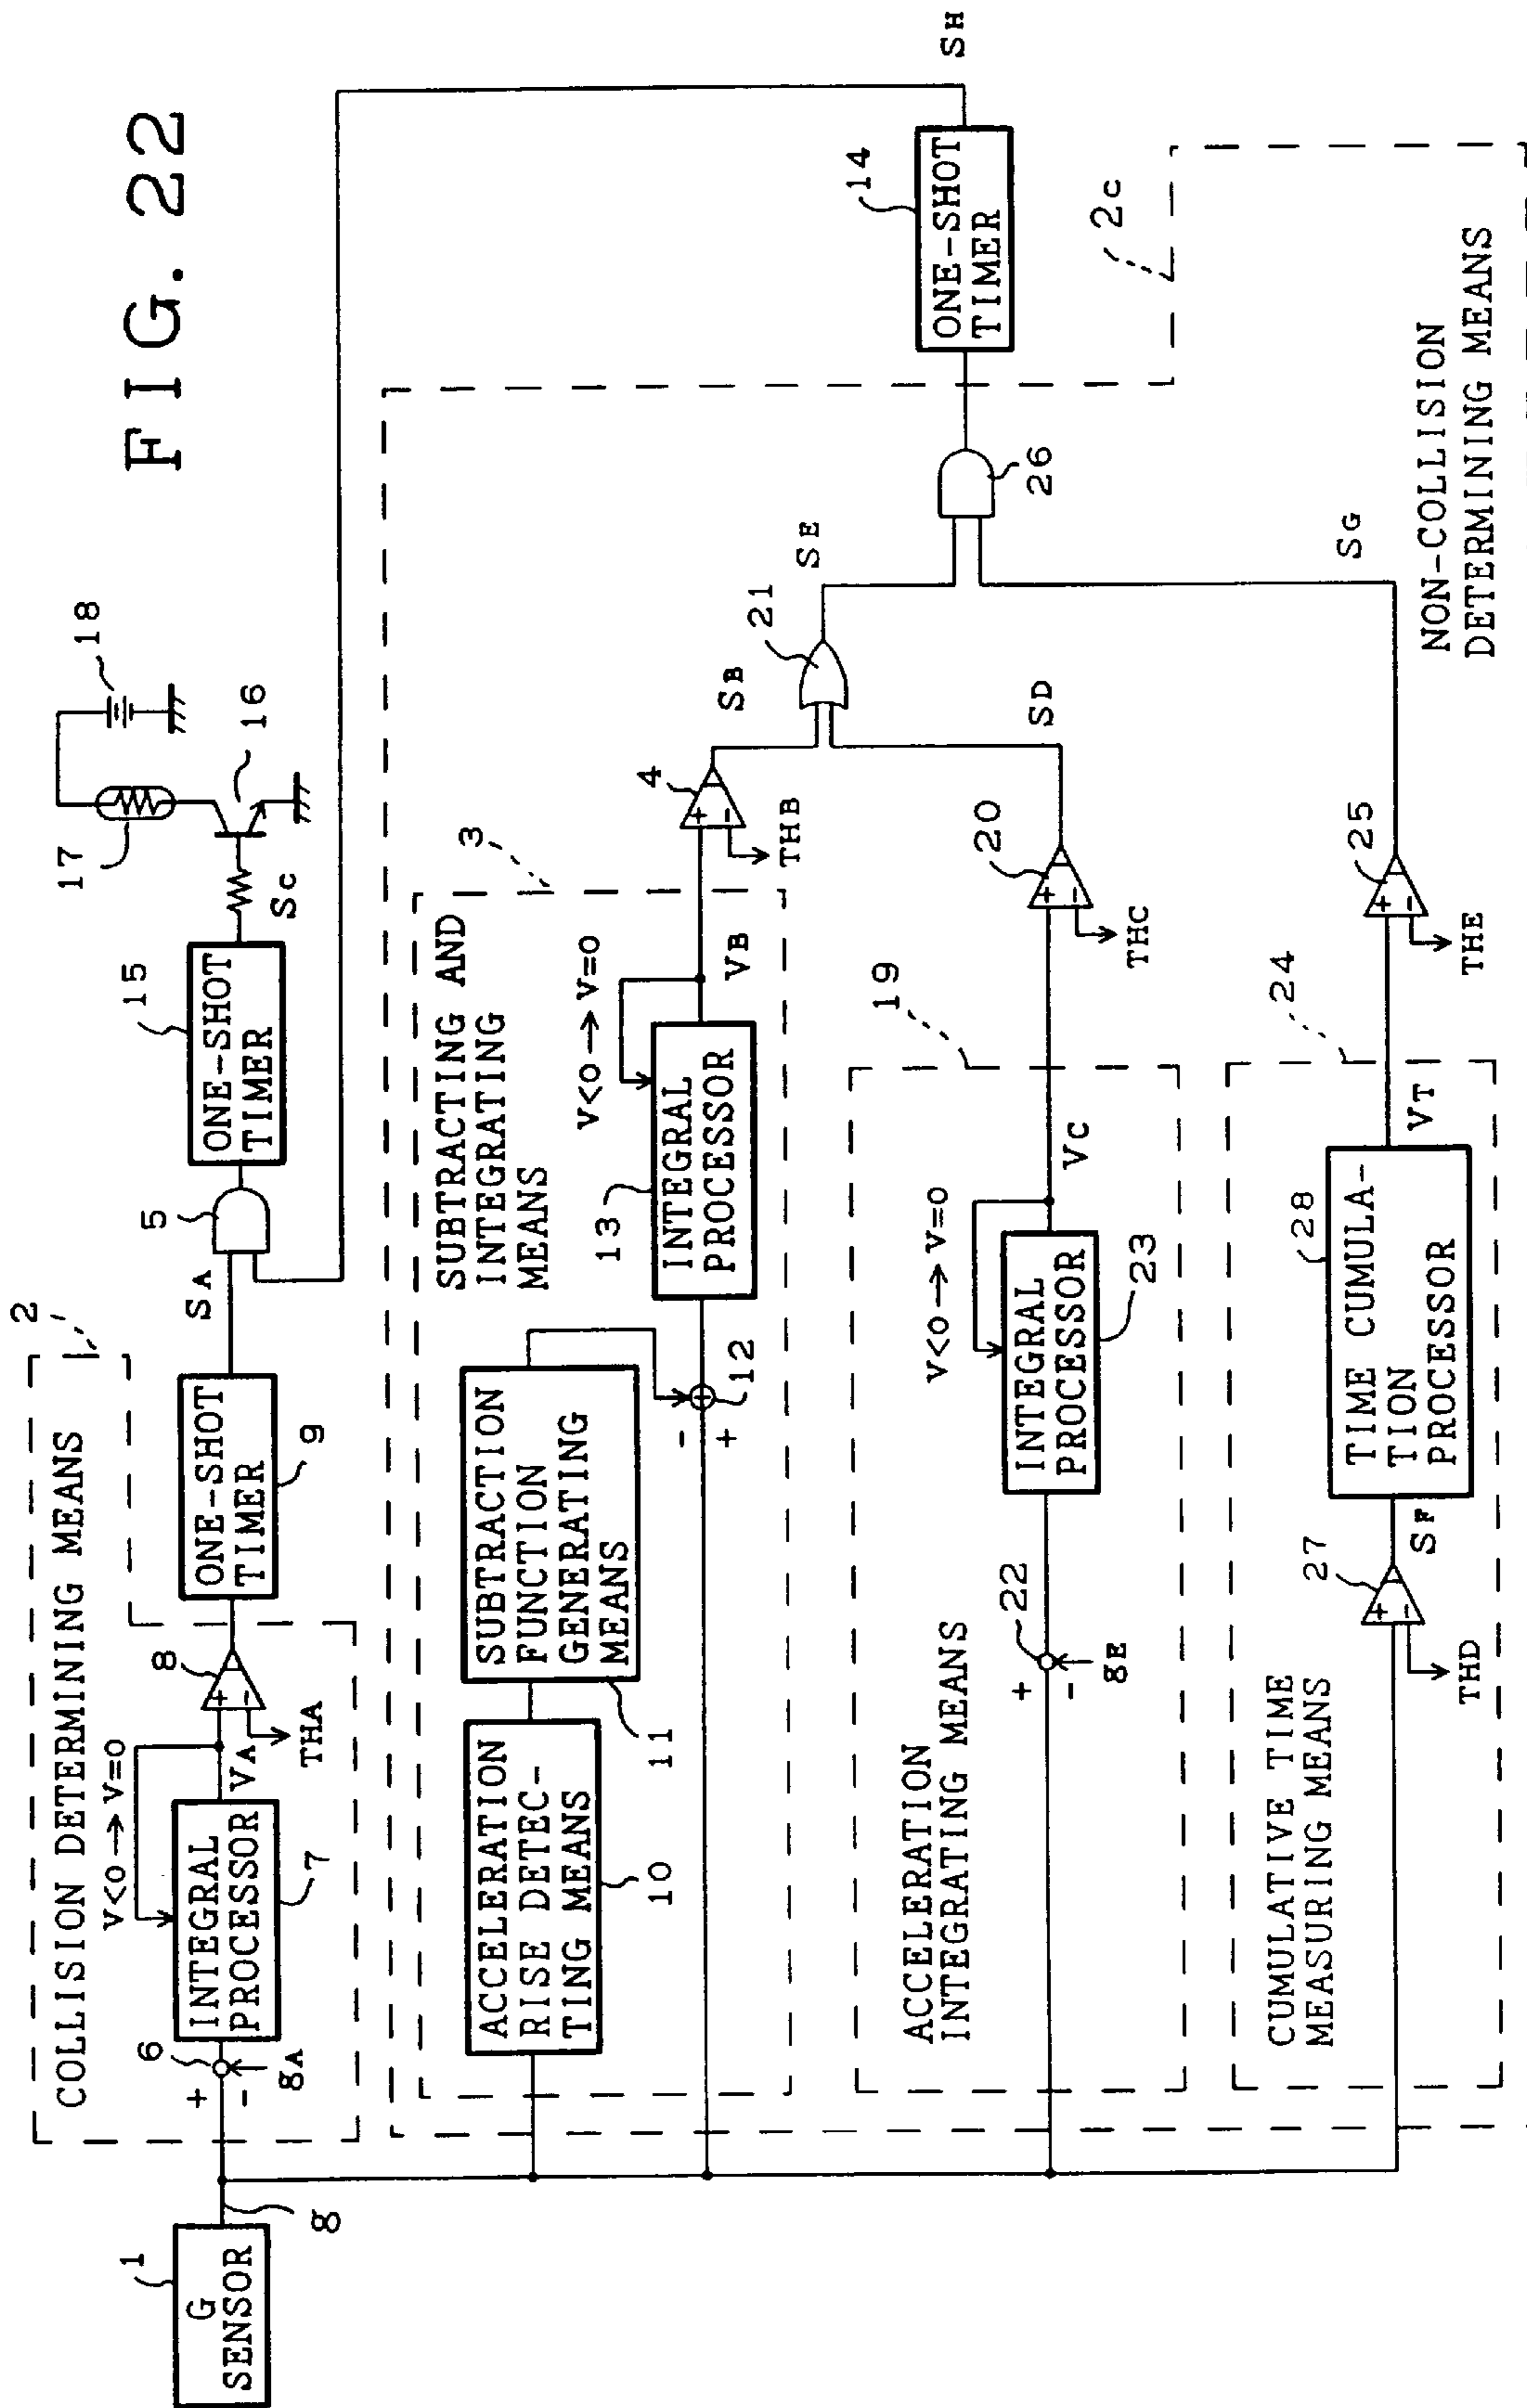 FIG. 22
1
G
SENSOR
g
COLLISION DETERMINING MEANS
2
V<0→V=0
6
+
-
gA
INTEGRAL
PROCESSOR
7
VA
8
+
-
THA
ONE-SHOT
TIMER
9
SA
5
15
ONE-SHOT
TIMER
SC
17
16
18
SUBTRACTING AND
INTEGRATING
MEANS
3
ACCELERATION
RISE DETEC-
TING MEANS
10
SUBTRACTION
FUNCTION
GENERATING
MEANS
11
-
+
12
V<0→V=0
13
INTEGRAL
PROCESSOR
VB
4
+
-
THB
SB
21
SE
ACCELERATION
INTEGRATING MEANS
19
+
-
22
gE
V<0→V=0
INTEGRAL
PROCESSOR
23
VC
20
+
-
THC
SD
CUMULATIVE TIME
MEASURING MEANS
24
27
+
-
THD
SF
28
TIME CUMULA-
TION
PROCESSOR
VT
25
+
-
THE
SG
26
14
ONE-SHOT
TIMER
SH
2c
NON-COLLISION
DETERMINING MEANS